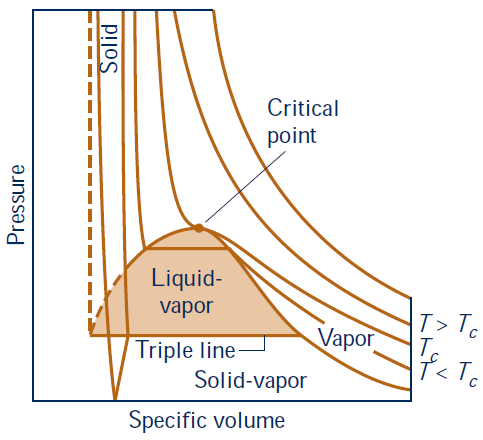 Solid
Critical
point
Pressure
Liquid-
vapor
Triple line
Vapor
Solid-vapor
T > Tc
Tc
T < Tc
Specific volume